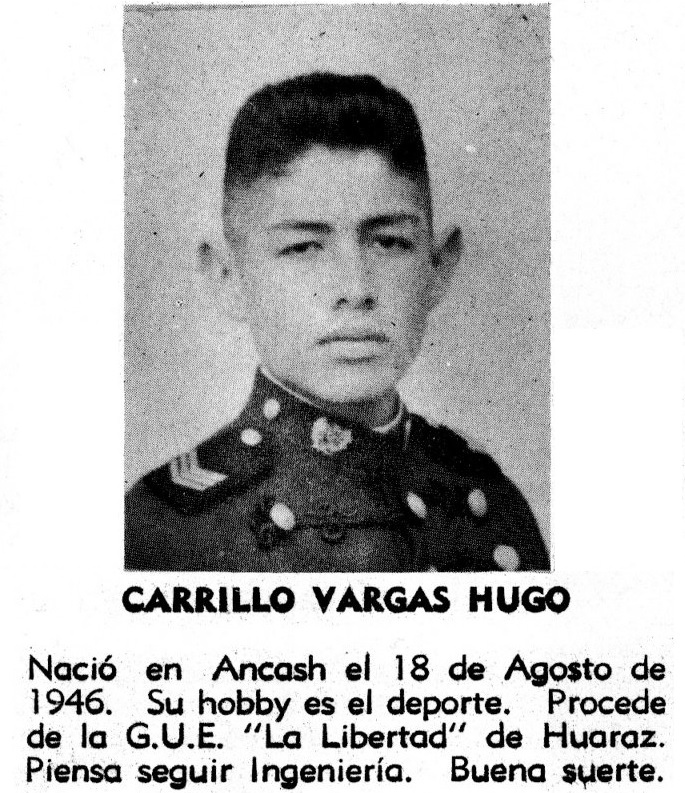 CARRILLO VARGAS HUGO
Nació en Ancash el 18 de Agosto de
1946. Su hobby es el deporte. Procede
de la G.U.E. "La Libertad" de Huaraz.
Piensa seguir Ingeniería. Buena suerte.